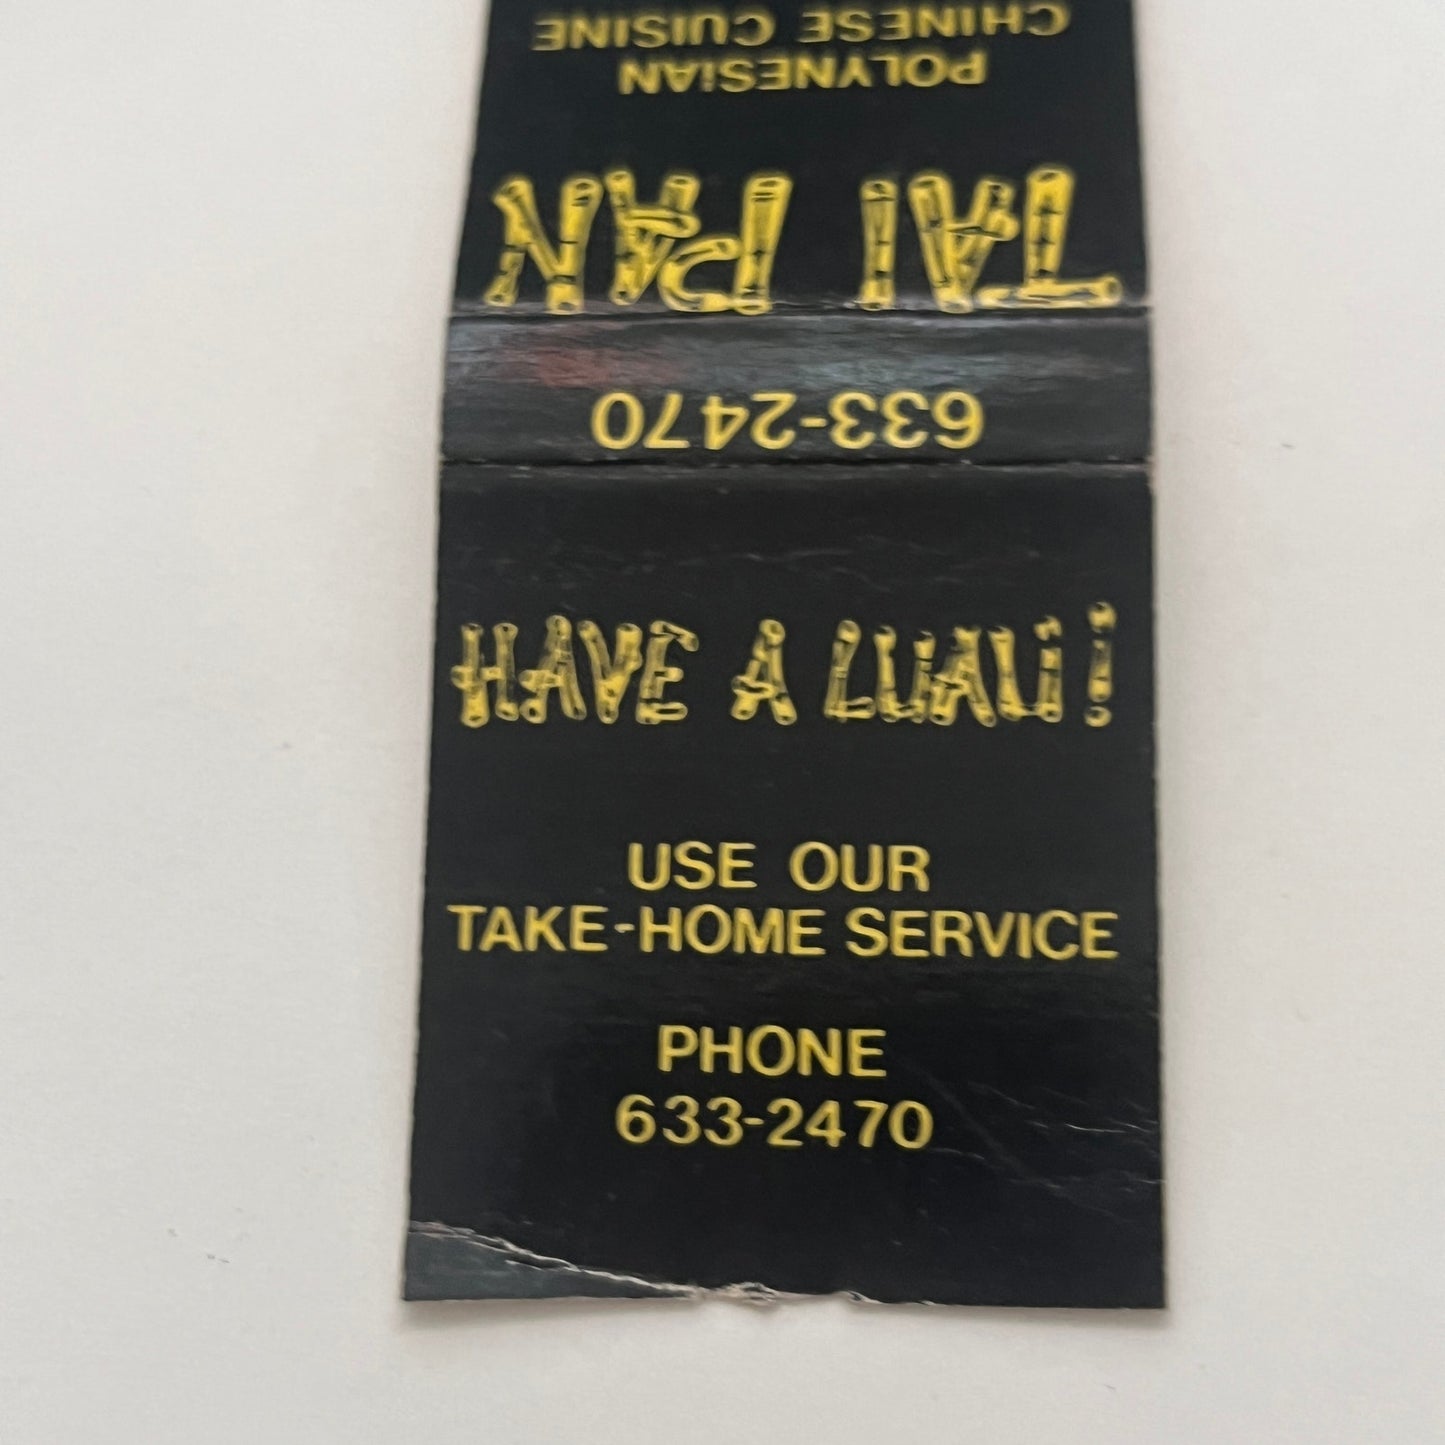 TAI PAN
POLYNESIAN
CHINESE CUISINE
633-2470
HAVE A LUAU!
USE OUR
TAKE-HOME SERVICE
PHONE
633-2470